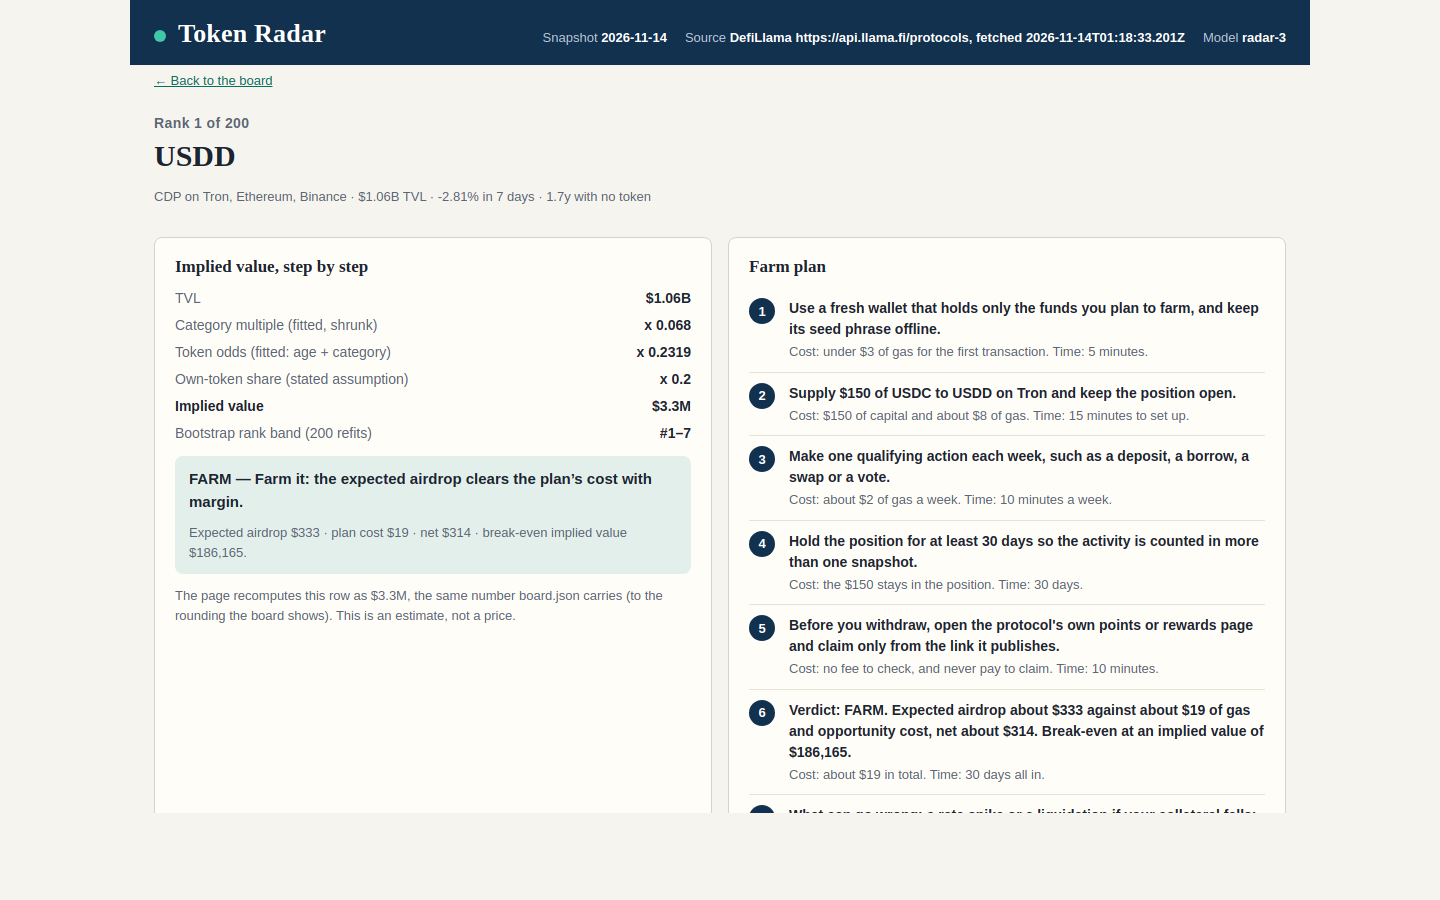 Token Radar
Snapshot 2026-11-14 Source DefiLlama https://api.llama.fi/protocols, fetched 2026-11-14T01:18:33.201Z Model radar-3
← Back to the board
Rank 1 of 200
USDD
CDP on Tron, Ethereum, Binance · $1.06B TVL · -2.81% in 7 days · 1.7y with no token
Implied value, step by step
TVL $1.06B
Category multiple (fitted, shrunk) x 0.068
Token odds (fitted: age + category) x 0.2319
Own-token share (stated assumption) x 0.2
Implied value $3.3M
Bootstrap rank band (200 refits) #1–7
FARM — Farm it: the expected airdrop clears the plan’s cost with
margin.
Expected airdrop $333 · plan cost $19 · net $314 · break-even implied value
$186,165.
The page recomputes this row as $3.3M, the same number board.json carries (to the
rounding the board shows). This is an estimate, not a price.
Farm plan
1 Use a fresh wallet that holds only the funds you plan to farm, and keep
its seed phrase offline.
Cost: under $3 of gas for the first transaction. Time: 5 minutes.
2 Supply $150 of USDC to USDD on Tron and keep the position open.
Cost: $150 of capital and about $8 of gas. Time: 15 minutes to set up.
3 Make one qualifying action each week, such as a deposit, a borrow, a
swap or a vote.
Cost: about $2 of gas a week. Time: 10 minutes a week.
4 Hold the position for at least 30 days so the activity is counted in more
than one snapshot.
Cost: the $150 stays in the position. Time: 30 days.
5 Before you withdraw, open the protocol's own points or rewards page
and claim only from the link it publishes.
Cost: no fee to check, and never pay to claim. Time: 10 minutes.
6 Verdict: FARM. Expected airdrop about $333 against about $19 of gas
and opportunity cost, net about $314. Break-even at an implied value of
$186,165.
Cost: about $19 in total. Time: 30 days all in.